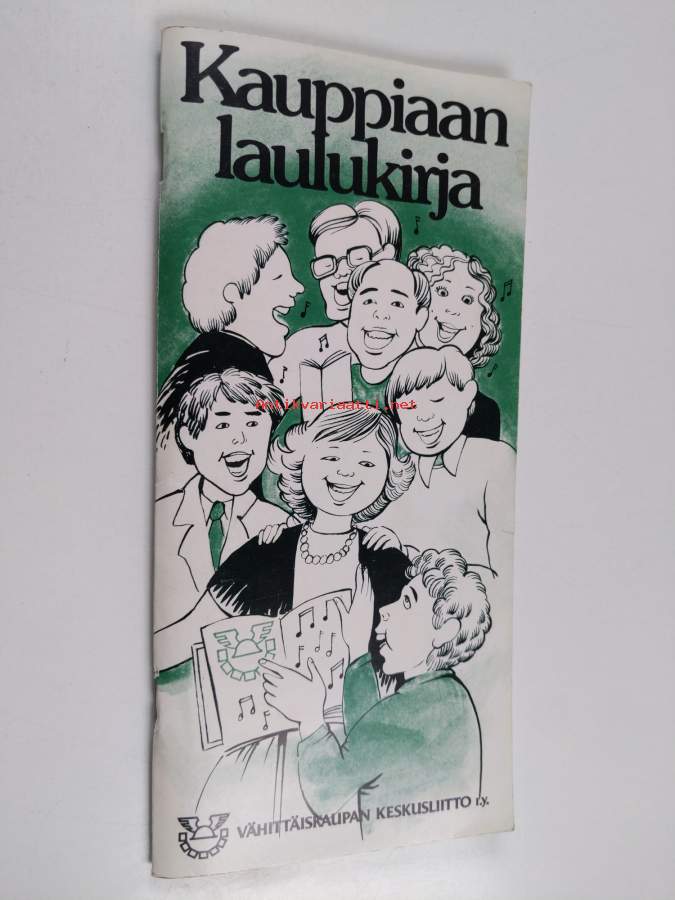 Kauppiaan
laulukirja
Antikvariaatti.net
VÄHITTÄISKAUPAN KESKUSLIITTO r.y.